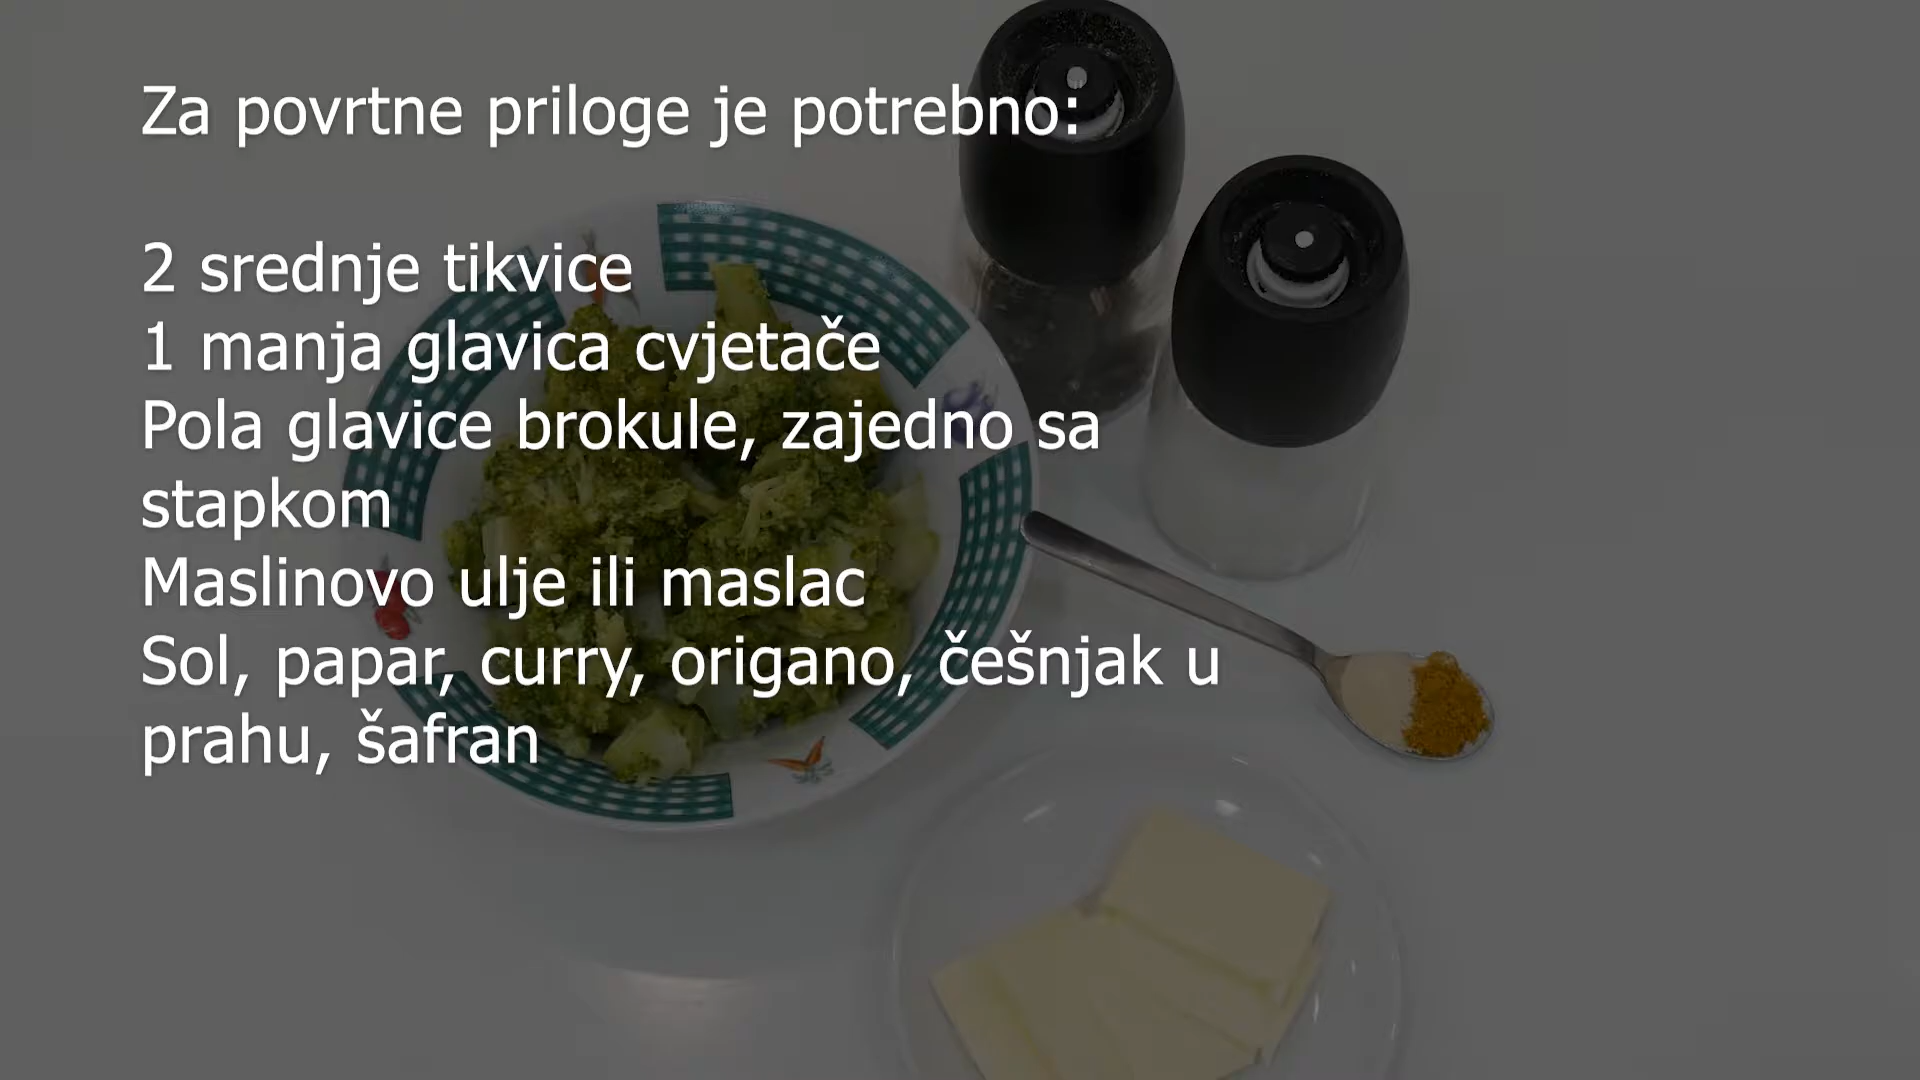 Za povrtne priloge je potrebno:
2 srednje tikvice
1 manja glavica cvjetače
Pola glavice brokule, zajedno sa
stapkom
Maslinovo ulje ili maslac
Sol, papar, curry, origano, češnjak u
prahu, šafran